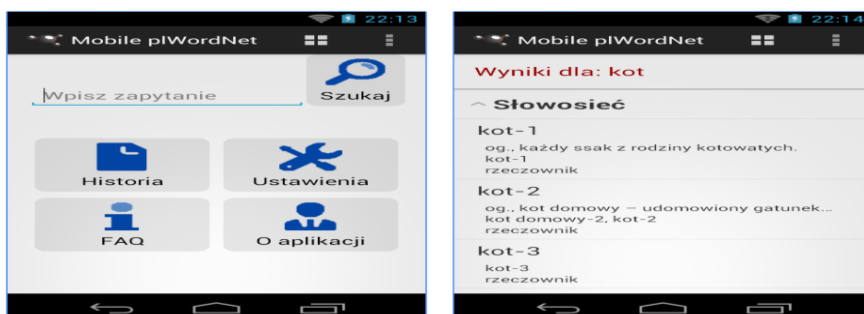 22:13
Mobile plWordNet
Wpisz zapytanie
Szukaj
Historia
Ustawienia
FAQ
O aplikacji
22:14
Mobile plWordNet
Wyniki dla: kot
Słowosieć
kot-1
og., każdy ssak z rodziny kotowatych.
kot-1
rzeczownik
kot-2
og., kot domowy – udomowiony gatunek...
kot domowy-2, kot-2
rzeczownik
kot-3
kot-3
rzeczownik